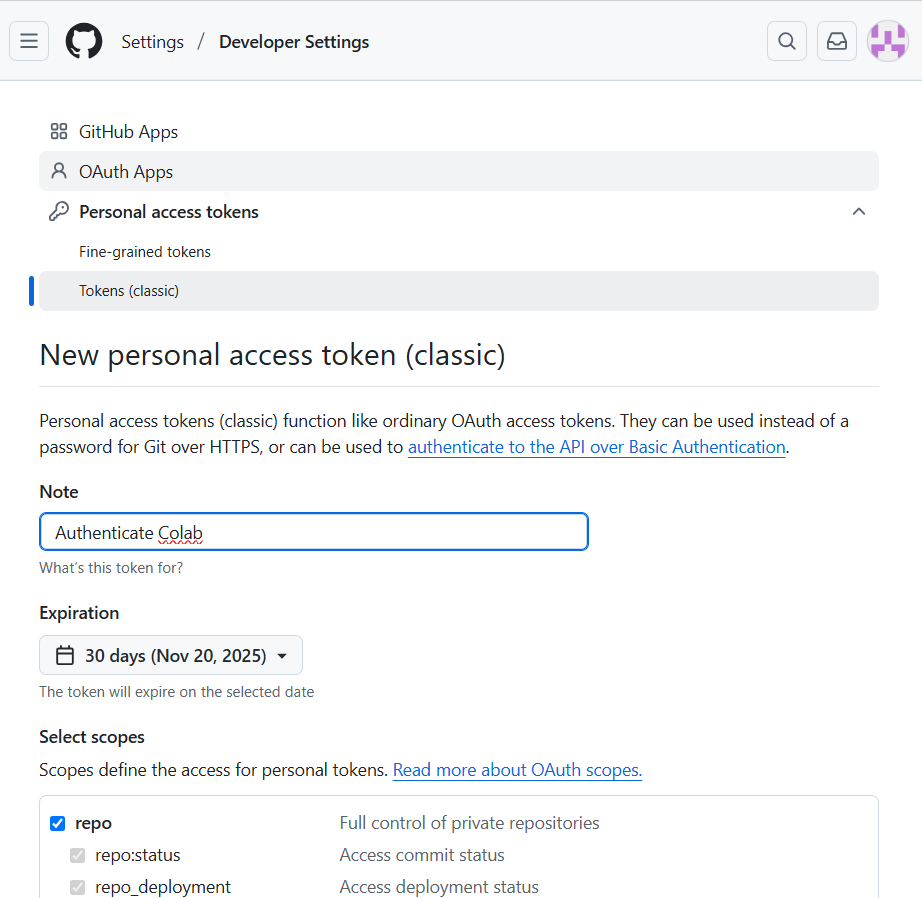 Settings / Developer Settings
GitHub Apps
OAuth Apps
Personal access tokens
Fine-grained tokens
Tokens (classic)
New personal access token (classic)
Personal access tokens (classic) function like ordinary OAuth access tokens. They can be used instead of a
password for Git over HTTPS, or can be used to authenticate to the API over Basic Authentication.
Note
Authenticate Colab
What's this token for?
Expiration
30 days (Nov 20, 2025)
The token will expire on the selected date
Select scopes
Scopes define the access for personal tokens. Read more about OAuth scopes.
repo Full control of private repositories
repo:status Access commit status
repo_deployment Access deployment status